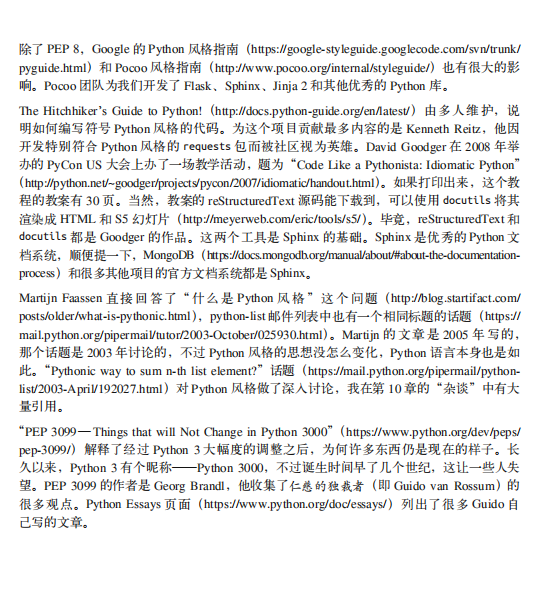 除了 PEP 8，Google 的 Python 风格指南（https://google-styleguide.googlecode.com/svn/trunk/
pyguide.html）和 Pocoo 风格指南（http://www.pocoo.org/internal/styleguide/）也有很大的影
响。Pocoo 团队为我们开发了 Flask、Sphinx、Jinja 2 和其他优秀的 Python 库。
The Hitchhiker's Guide to Python!（http://docs.python-guide.org/en/latest/）由多人维护，说
明如何编写符号 Python 风格的代码。为这个项目贡献最多内容的是 Kenneth Reitz，他因
开发特别符合 Python 风格的 requests 包而被社区视为英雄。David Goodger 在 2008 年举
办的 PyCon US 大会上办了一场教学活动，题为“Code Like a Pythonista: Idiomatic Python”
（http://python.net/~goodger/projects/pycon/2007/idiomatic/handout.html）。如果打印出来，这个教
程的教案有 30 页。当然，教案的 reStructuredText 源码能下载到，可以使用 docutils 将其
渲染成 HTML 和 S5 幻灯片（http://meyerweb.com/eric/tools/s5/）。毕竟，reStructuredText 和
docutils 都是 Goodger 的作品。这两个工具是 Sphinx 的基础。Sphinx 是优秀的 Python 文
档系统，顺便提一下，MongoDB（https://docs.mongodb.org/manual/about/#about-the-documentation-
process）和很多其他项目的官方文档系统都是 Sphinx。
Martijn Faassen 直接回答了“什么是 Python 风格”这个问题（http://blog.startifact.com/
posts/older/what-is-pythonic.html），python-list 邮件列表中也有一个相同标题的话题（https://
mail.python.org/pipermail/tutor/2003-October/025930.html）。Martijn 的文章是 2005 年写的，
那个话题是 2003 年讨论的，不过 Python 风格的思想没怎么变化，Python 语言本身也是如
此。“Pythonic way to sum n-th list element?”话题（https://mail.python.org/pipermail/python-
list/2003-April/192027.html）对 Python 风格做了深入讨论，我在第 10 章的“杂谈”中有大
量引用。
“PEP 3099—Things that will Not Change in Python 3000”（https://www.python.org/dev/peps/
pep-3099/）解释了经过 Python 3 大幅度的调整之后，为何许多东西仍是现在的样子。长
久以来，Python 3 有个昵称——Python 3000，不过诞生时间早了几个世纪，这让一些人失
望。PEP 3099 的作者是 Georg Brandl，他收集了仁慈的独裁者（即 Guido van Rossum）的
很多观点。Python Essays 页面（https://www.python.org/doc/essays/）列出了很多 Guido 自
己写的文章。